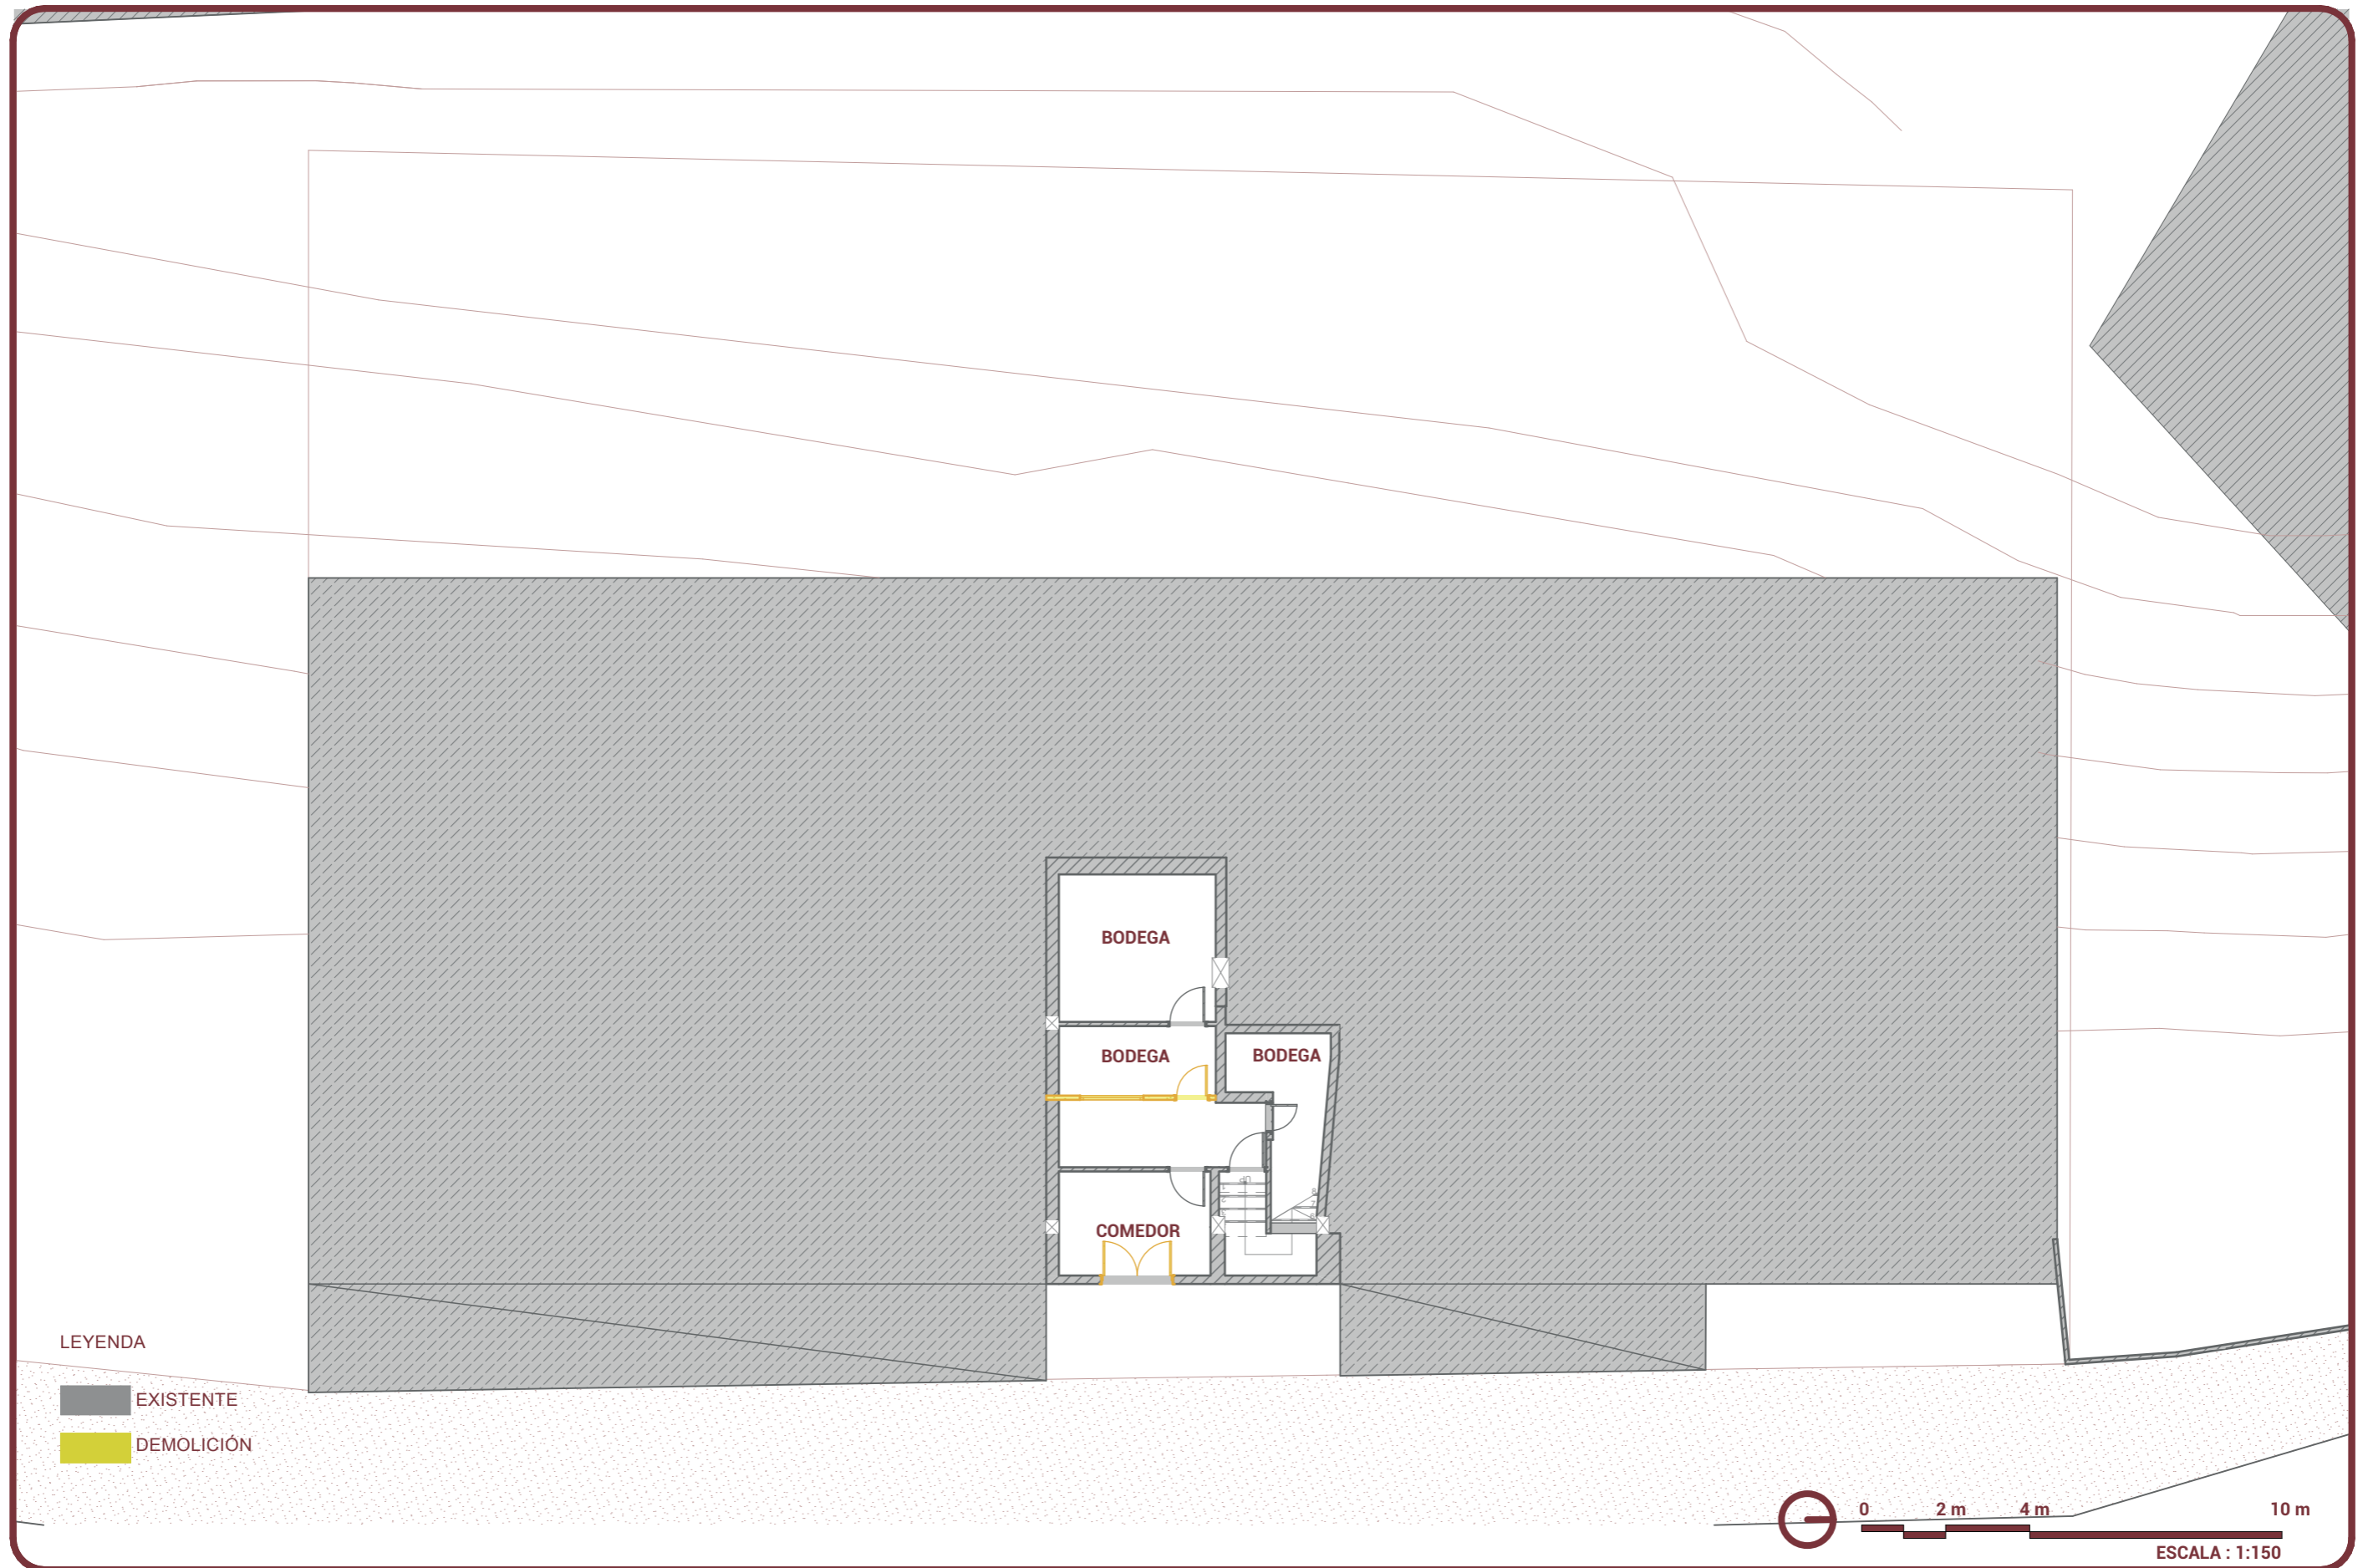 BODEGA
BODEGA
BODEGA
COMEDOR
LEYENDA
EXISTENTE
DEMOLICIÓN
0 2 m 4 m 10 m
ESCALA : 1:150